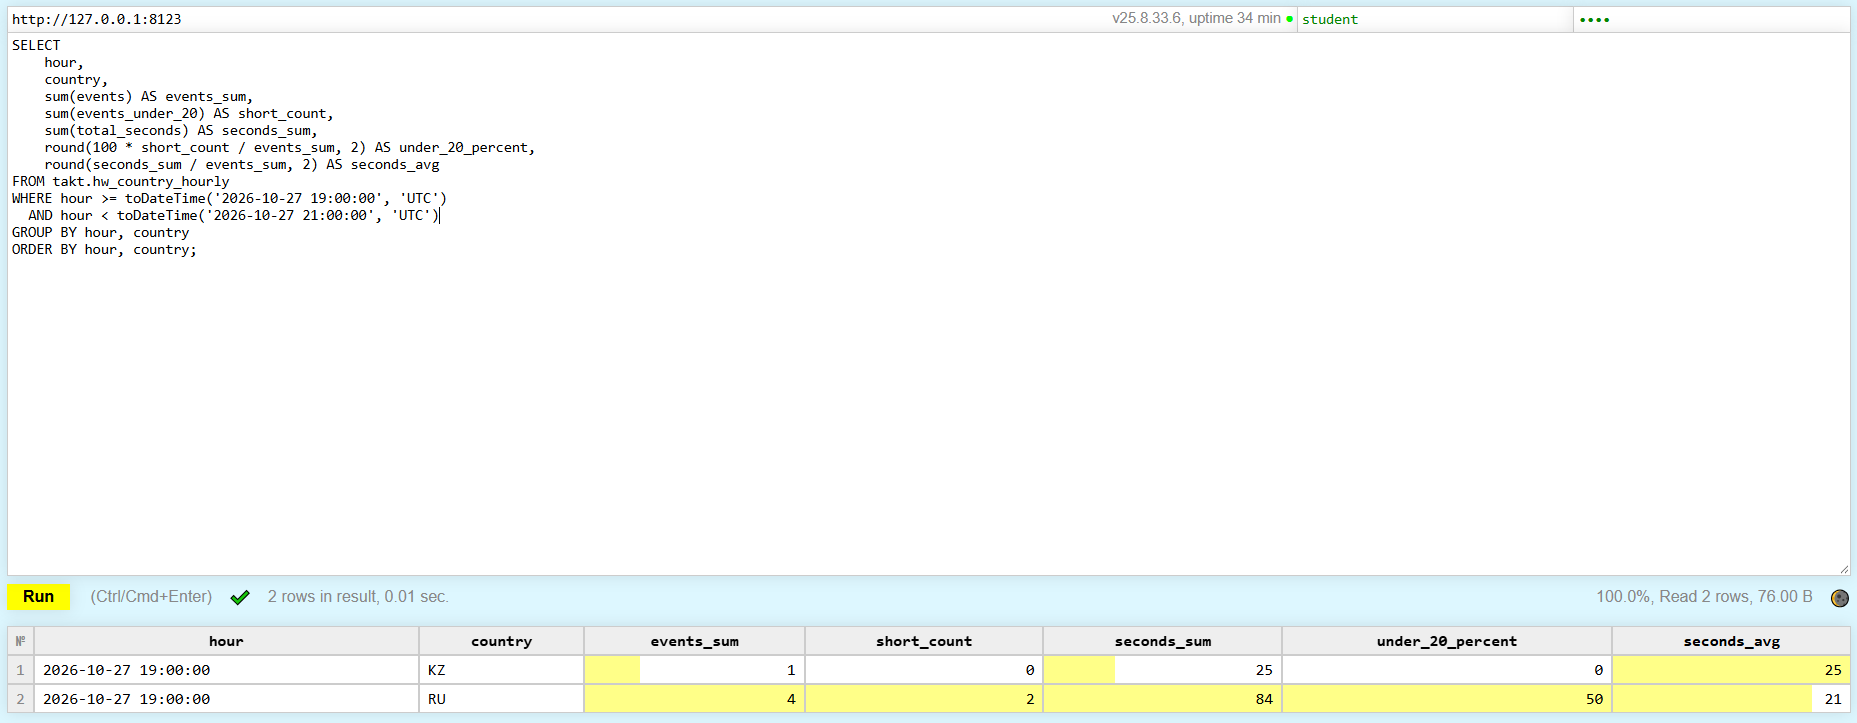 http://127.0.0.1:8123 v25.8.33.6, uptime 34 min student ••••
SELECT
    hour,
    country,
    sum(events) AS events_sum,
    sum(events_under_20) AS short_count,
    sum(total_seconds) AS seconds_sum,
    round(100 * short_count / events_sum, 2) AS under_20_percent,
    round(seconds_sum / events_sum, 2) AS seconds_avg
FROM takt.hw_country_hourly
WHERE hour >= toDateTime('2026-10-27 19:00:00', 'UTC')
  AND hour < toDateTime('2026-10-27 21:00:00', 'UTC')
GROUP BY hour, country
ORDER BY hour, country;
Run (Ctrl/Cmd+Enter) ✔ 2 rows in result, 0.01 sec. 100.0%, Read 2 rows, 76.00 B
№ hour country events_sum short_count seconds_sum under_20_percent seconds_avg
1 2026-10-27 19:00:00 KZ 1 0 25 0 25
2 2026-10-27 19:00:00 RU 4 2 84 50 21